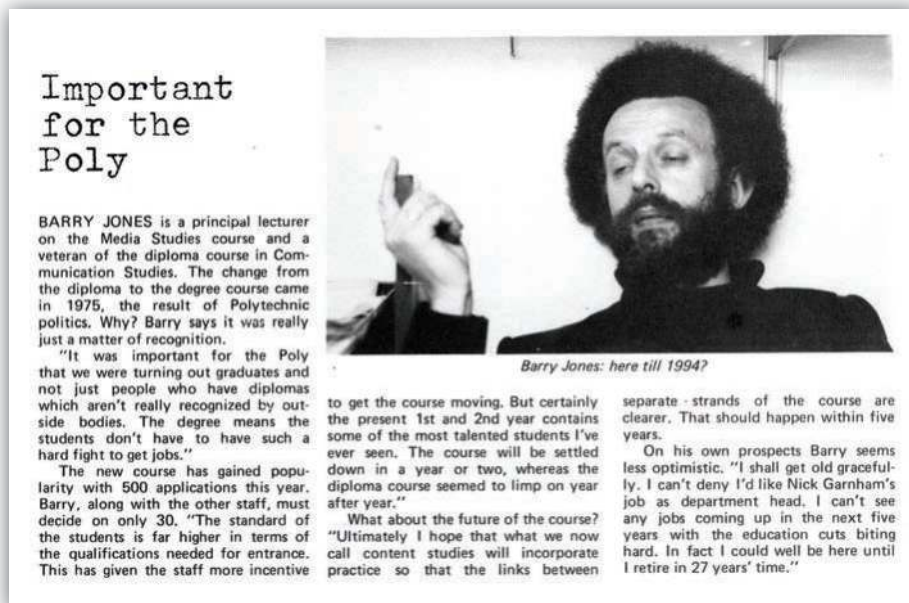 Important
for the
Poly
BARRY JONES is a principal lecturer
on the Media Studies course and a
veteran of the diploma course in Com-
munication Studies. The change from
the diploma to the degree course came
in 1975, the result of Polytechnic
politics. Why? Barry says it was really
just a matter of recognition.
"It was important for the Poly
that we were turning out graduates and
not just people who have diplomas
which aren't really recognized by out-
side bodies. The degree means the
students don't have to have such a
hard fight to get jobs."
The new course has gained popu-
larity with 500 applications this year.
Barry, along with the other staff, must
decide on only 30. "The standard of
the students is far higher in terms of
the qualifications needed for entrance.
This has given the staff more incentive
Barry Jones: here till 1994?
to get the course moving. But certainly
the present 1st and 2nd year contains
some of the most talented students I've
ever seen. The course will be settled
down in a year or two, whereas the
diploma course seemed to limp on year
after year."
What about the future of the course?
"Ultimately I hope that what we now
call content studies will incorporate
practice so that the links between
separate strands of the course are
clearer. That should happen within five
years.
On his own prospects Barry seems
less optimistic. "I shall get old graceful-
ly. I can't deny I'd like Nick Garnham's
job as department head. I can't see
any jobs coming up in the next five
years with the education cuts biting
hard. In fact I could well be here until
I retire in 27 years' time."